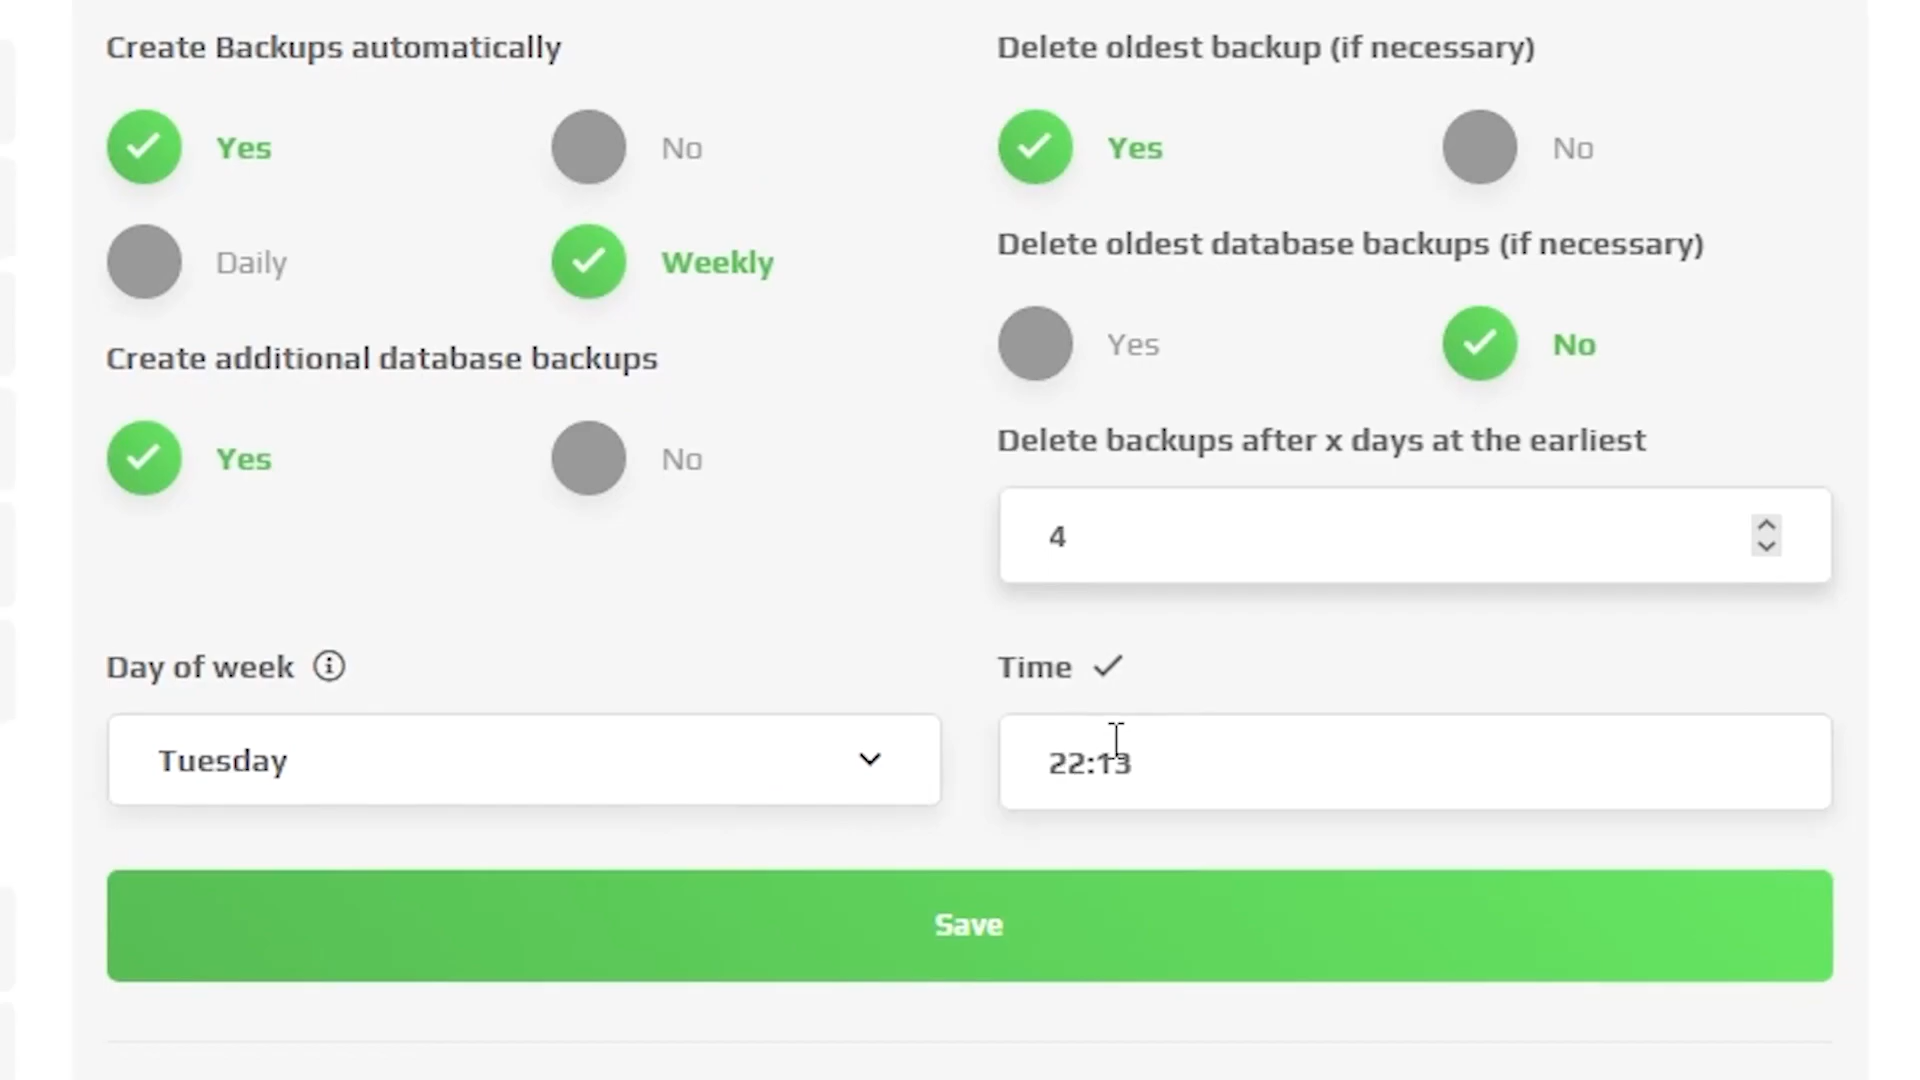 Create Backups automatically
Yes
No
Daily
Weekly
Create additional database backups
Yes
No
Delete oldest backup (if necessary)
Yes
No
Delete oldest database backups (if necessary)
Yes
No
Delete backups after x days at the earliest
4
Day of week
Tuesday
Time
22:13
Save